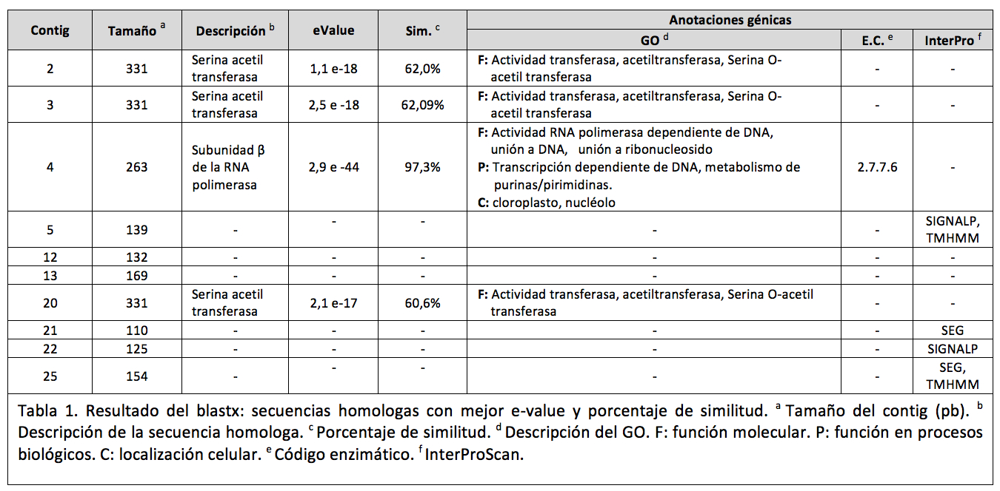 Contig Tamaño a Descripción b eValue Sim. c Anotaciones génicas
GO d E.C. e InterPro f
2 331 Serina acetil transferasa 1,1 e-18 62,0% F: Actividad transferasa, acetiltransferasa, Serina O-
acetil transferasa - -
3 331 Serina acetil transferasa 2,5 e -18 62,09% F: Actividad transferasa, acetiltransferasa, Serina O-
acetil transferasa - -
4 263 Subunidad β de la RNA polimerasa 2,9 e -44 97,3% F: Actividad RNA polimerasa dependiente de DNA,
unión a DNA, unión a ribonucleosido
P: Transcripción dependiente de DNA, metabolismo de
purinas/pirimidinas.
C: cloroplasto, nucléolo 2.7.7.6 -
5 139 - - - - - SIGNALP,
TMHMM
12 132 - - - - - -
13 169 - - - - - -
20 331 Serina acetil transferasa 2,1 e-17 60,6% F: Actividad transferasa, acetiltransferasa, Serina O-acetil
transferasa - -
21 110 - - - - - SEG
22 125 - - - - - SIGNALP
25 154 - - - - - SEG,
TMHMM
Tabla 1. Resultado del blastx: secuencias homologas con mejor e-value y porcentaje de similitud. a Tamaño del contig (pb). b
Descripción de la secuencia homologa. c Porcentaje de similitud. d Descripción del GO. F: función molecular. P: función en procesos
biológicos. C: localización celular. e Código enzimático. f InterProScan.